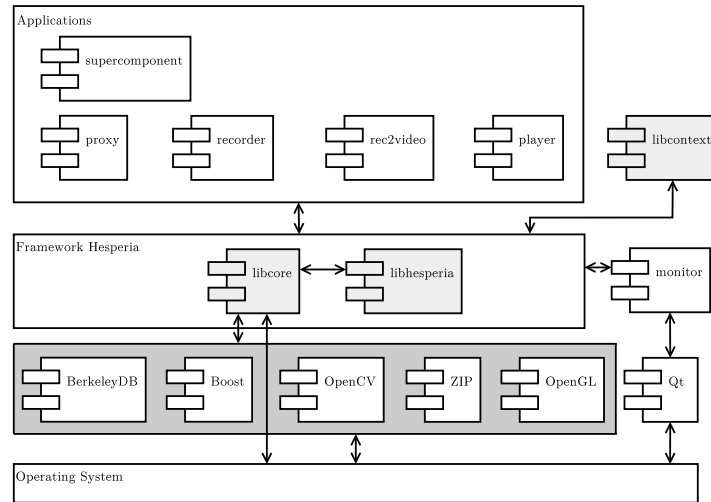 Applications
supercomponent
proxy
recorder
rec2video
player
libcontext
Framework Hesperia
libcore
libhesperia
monitor
BerkeleyDB
Boost
OpenCV
ZIP
OpenGL
Qt
Operating System